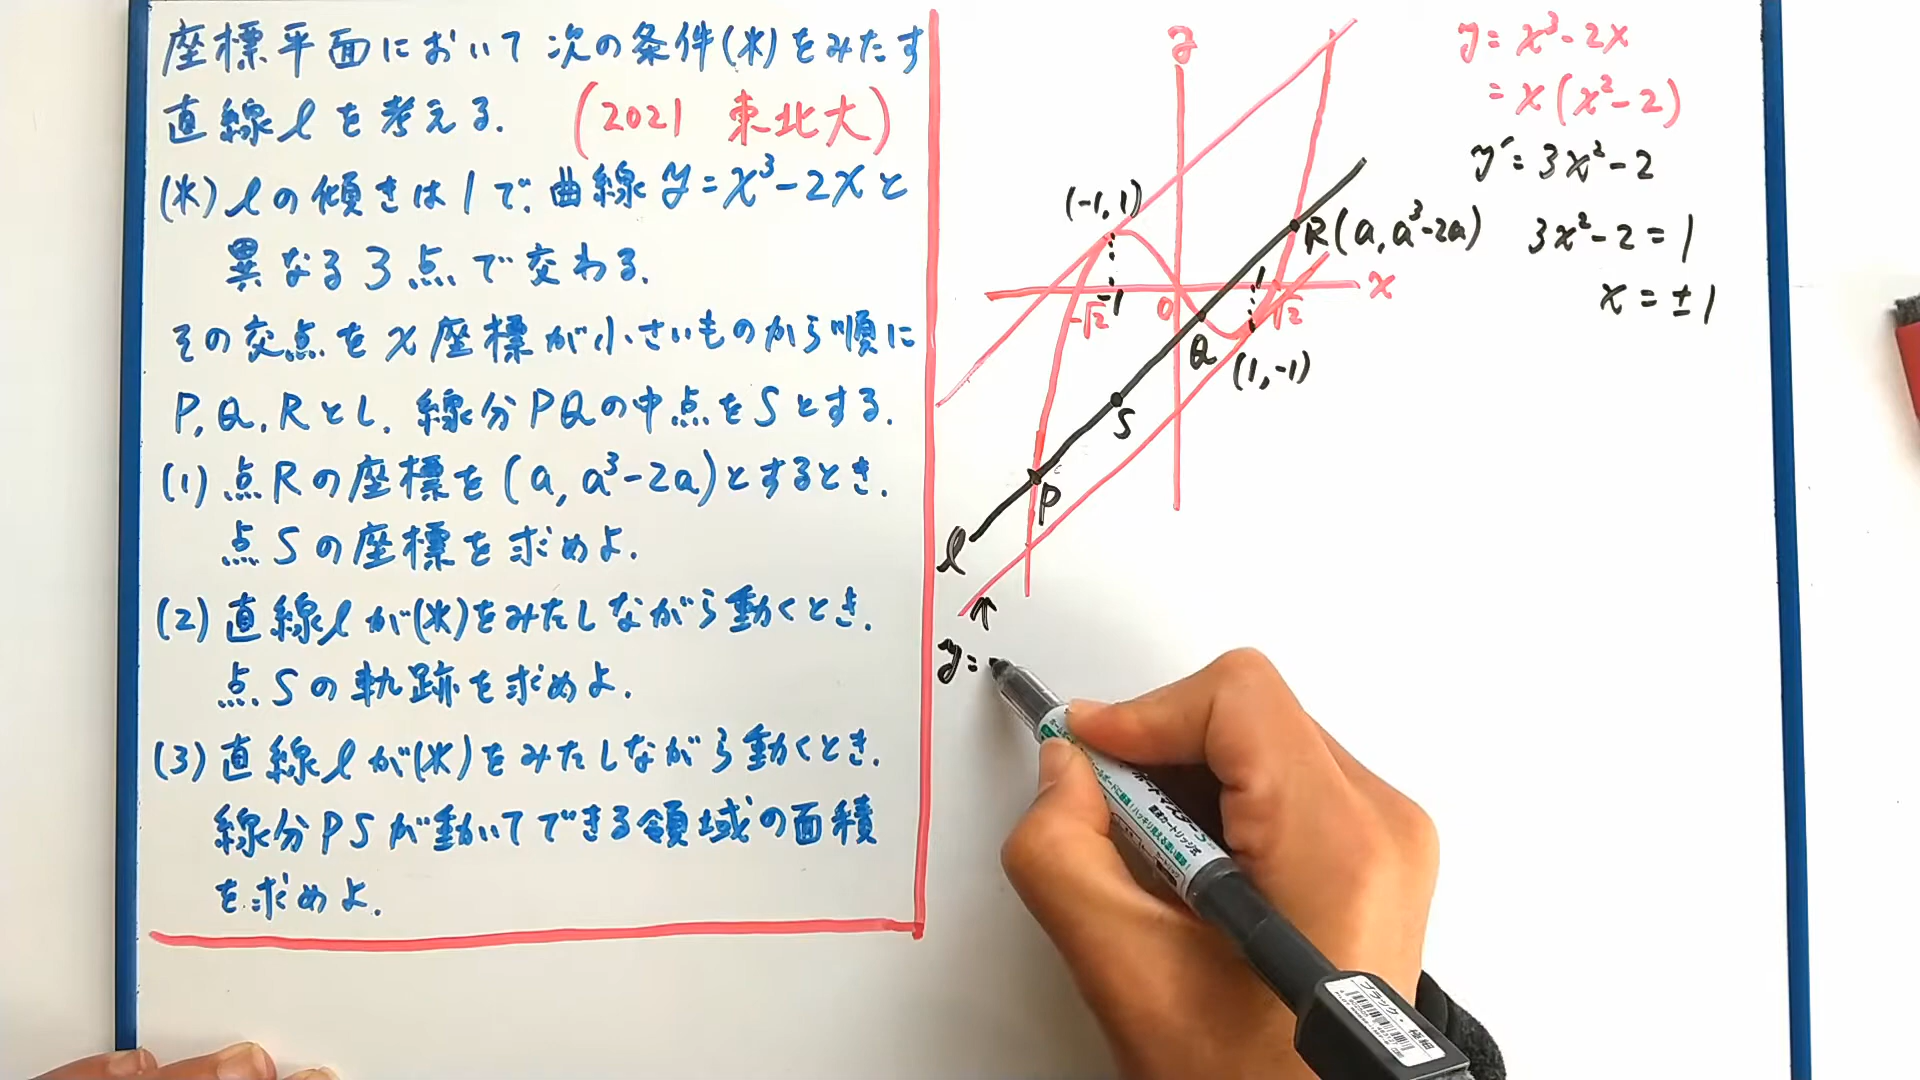 座標平面において次の条件(*)をみたす
直線lを考える. (2021 東北大)
(*) lの傾きは1で、曲線y=x³-2xと
異なる3点で交わる.
その交点をx座標が小さいものから順に
P, Q, Rとし, 線分PQの中点をSとする.
(1) 点Rの座標を(a, a³-2a)とするとき,
点Sの座標を求めよ.
(2) 直線lが(*)をみたしながら動くとき,
点Sの軌跡を求めよ.
(3) 直線lが(*)をみたしながら動くとき,
線分PSが動いてできる領域の面積
を求めよ.
y
(-1, 1)
R(a, a³-2a)
1
x
-√2
-1
0
√2
Q
(1, -1)
S
P
l
↑
y=
y=x³-2x
=x(x²-2)
y'=3x²-2
3x²-2=1
x=±1
ブラック・極細